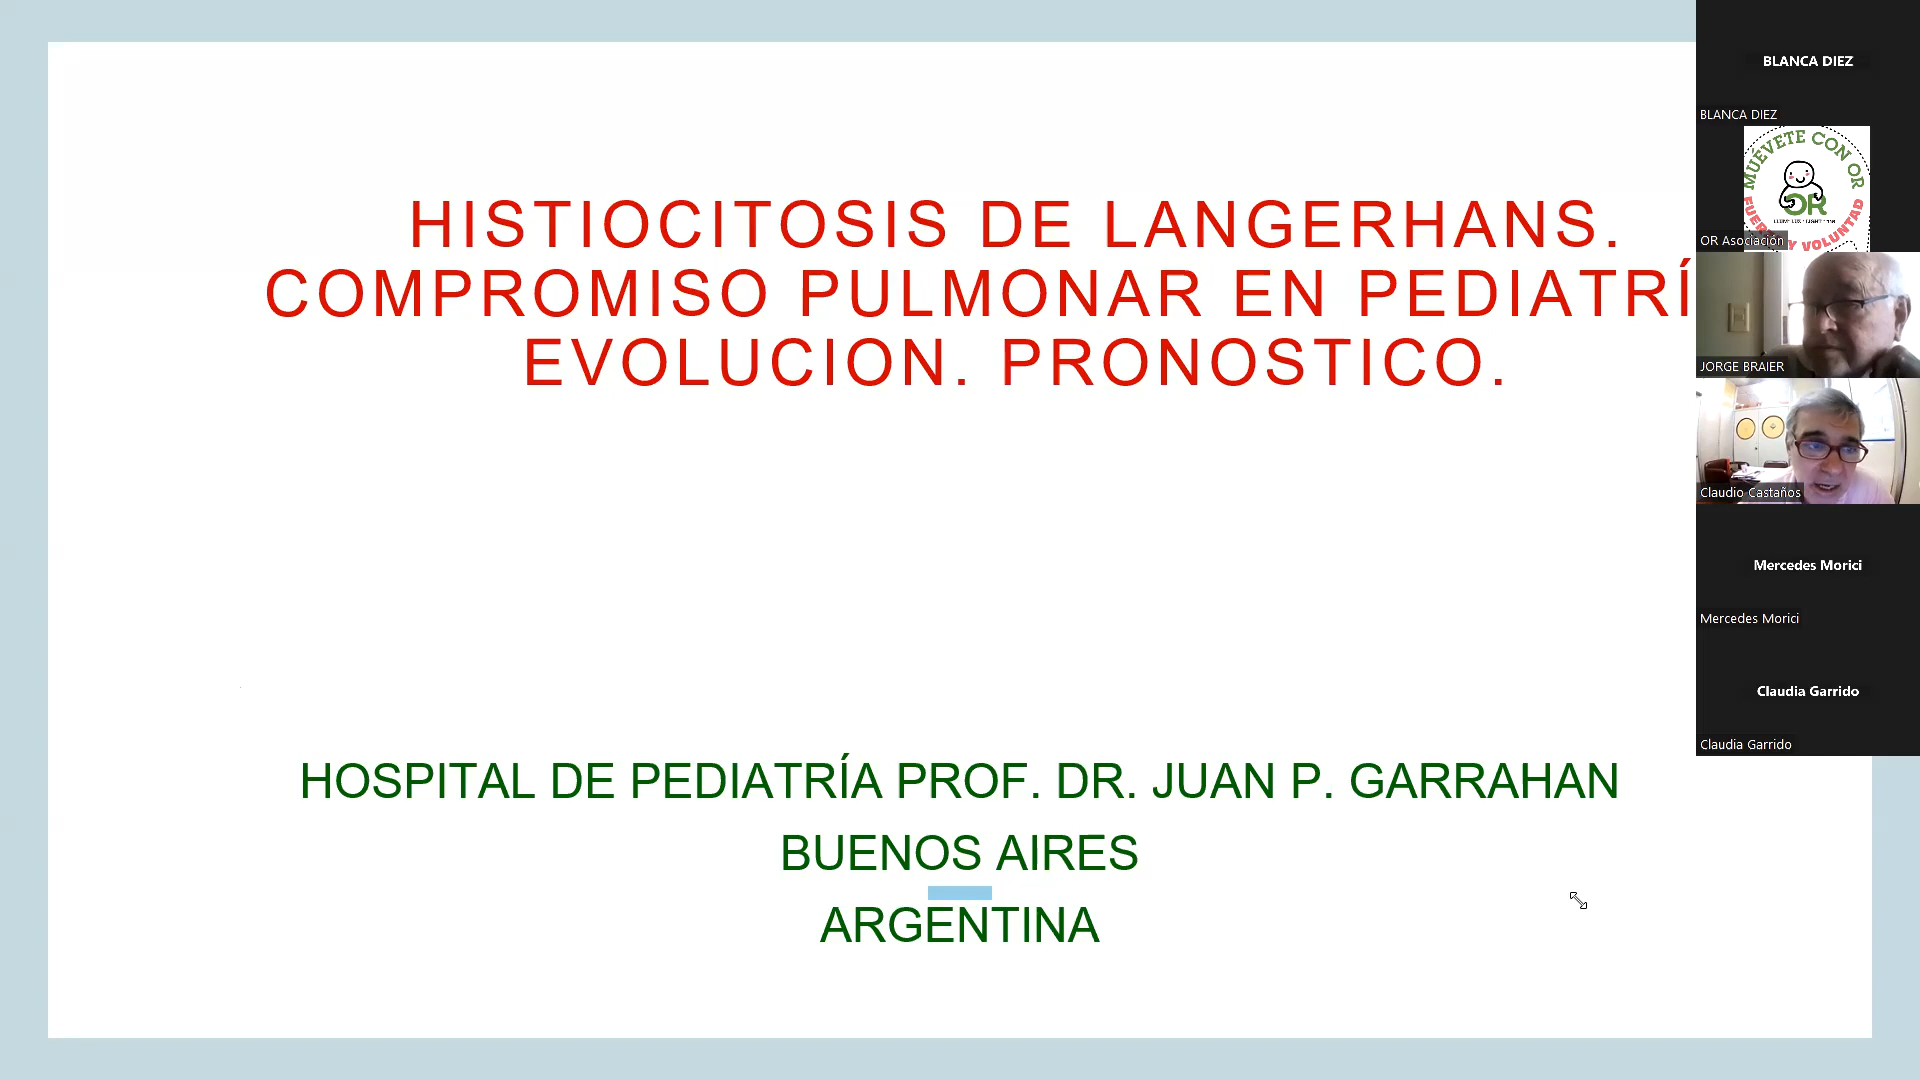 HISTIOCITOSIS DE LANGERHANS.
COMPROMISO PULMONAR EN PEDIATRÍ
EVOLUCION. PRONOSTICO.
HOSPITAL DE PEDIATRÍA PROF. DR. JUAN P. GARRAHAN
BUENOS AIRES
ARGENTINA
BLANCA DIEZ
BLANCA DIEZ
MUÉVETE CON OR
OR
Y VOLUNTAD
OR Asociación
JORGE BRAIER
Claudio Castaños
Mercedes Morici
Mercedes Morici
Claudia Garrido
Claudia Garrido